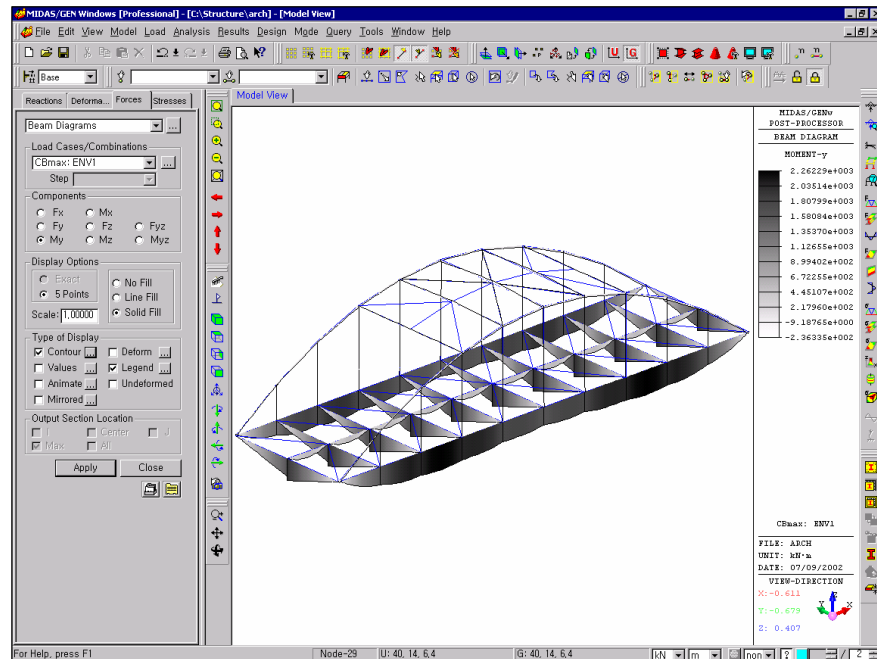 MIDAS/GEN Windows [Professional] - [C:\Structure\arch] - [Model View]
File Edit View Model Load Analysis Results Design Mode Query Tools Window Help
Base
Reactions Deforma... Forces Stresses
Model View
Beam Diagrams
...
Load Cases/Combinations
CBmax: ENV1
...
Step
Components
Fx Mx
Fy Fz Fyz
My Mz Myz
Display Options
Exact
5 Points
No Fill
Line Fill
Solid Fill
Scale: 1,00000
Type of Display
Contour ... Deform ...
Values ... Legend ...
Animate ... Undeformed
Mirrored ...
Output Section Location
I Center J
Max All
Apply Close
MIDAS/GENw
POST-PROCESSOR
BEAM DIAGRAM
MOMENT-y
2.26229e+003
2.03514e+003
1.80799e+003
1.58084e+003
1.35370e+003
1.12655e+003
8.99402e+002
6.72255e+002
4.45107e+002
2.17960e+002
-9.18765e+000
-2.36335e+002
CBmax: ENV1
FILE: ARCH
UNIT: kN·m
DATE: 07/09/2002
VIEW-DIRECTION
X:-0.611
Y:-0.679
Z: 0.407
For Help, press F1 Node-29 U: 40, 14, 6,4 G: 40, 14, 6,4 kN m non ? / 2